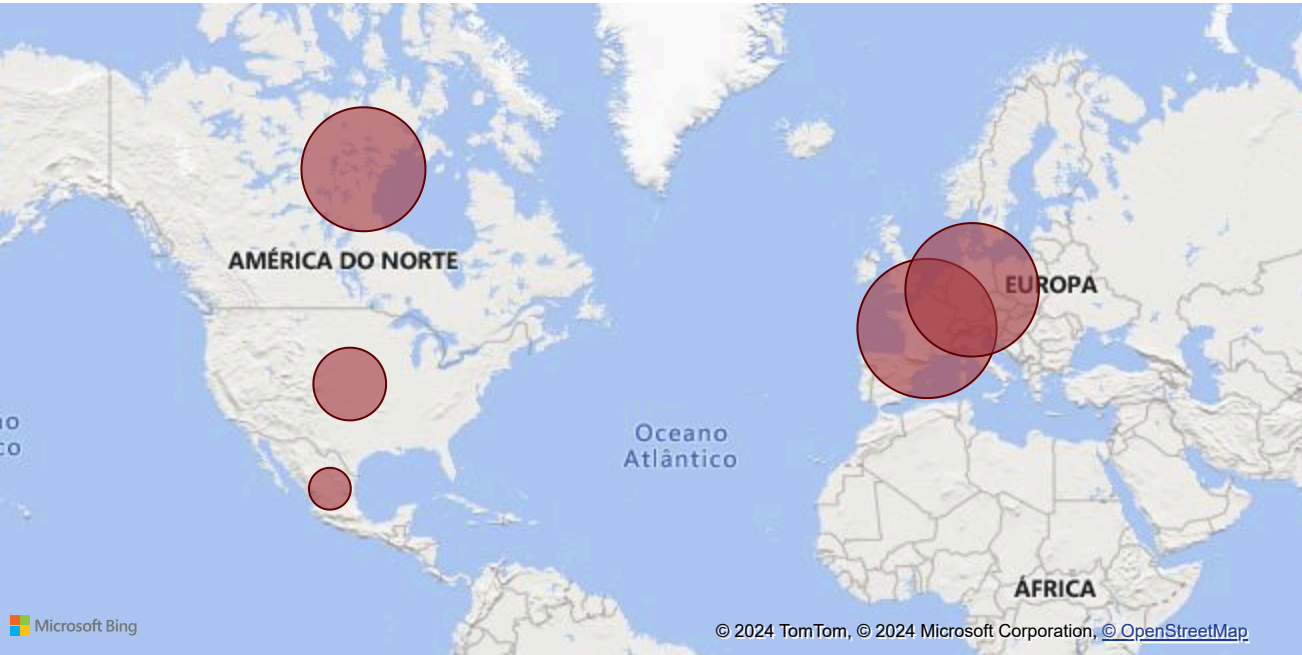 AMÉRICA DO NORTE
EUROPA
Oceano
Atlântico
ÁFRICA
Microsoft Bing
© 2024 TomTom, © 2024 Microsoft Corporation, © OpenStreetMap